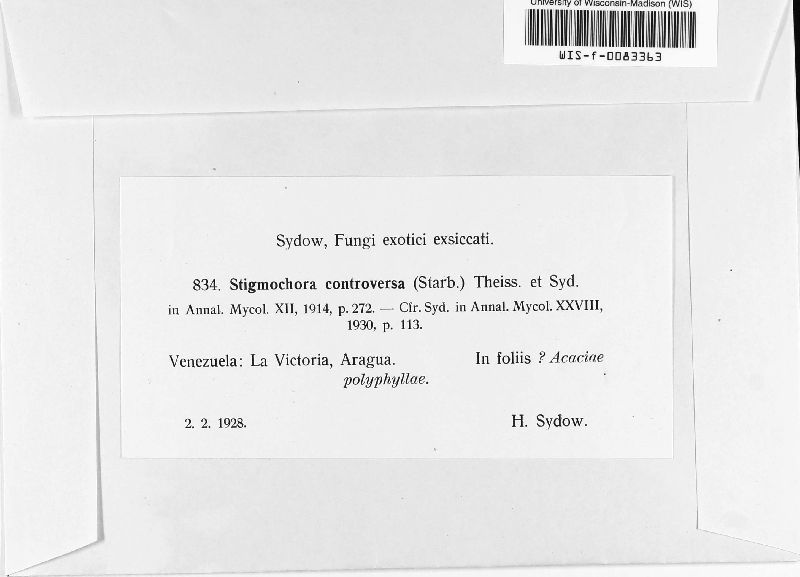 University of Wisconsin-Madison (WIS)
WIS-f-0083363
Sydow, Fungi exotici exsiccati.
834. Stigmochora controversa (Starb.) Theiss. et Syd.
in Annal. Mycol. XII, 1914, p. 272. — Cfr. Syd. in Annal. Mycol. XXVIII,
1930, p. 113.
Venezuela: La Victoria, Aragua. In foliis ? Acaciae
polyphyllae.
2. 2. 1928. H. Sydow.